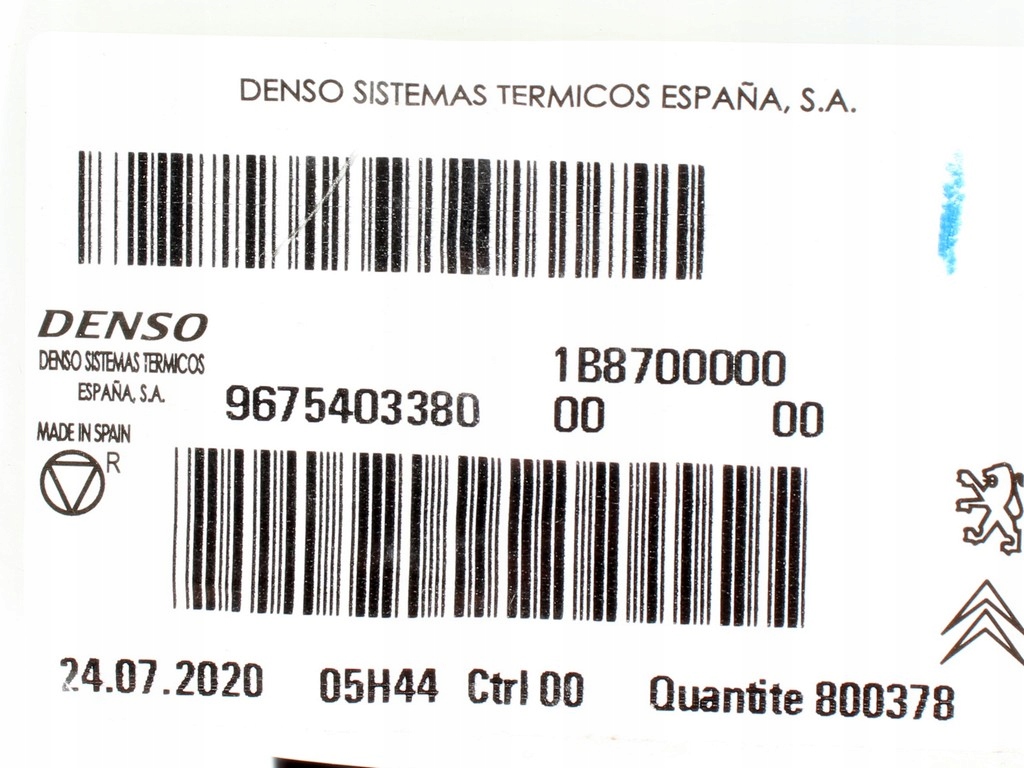 DENSO SISTEMAS TERMICOS ESPAÑA, S.A.
DENSO
DENSO SISTEMAS TERMICOS
ESPAÑA, S.A.
1B8700000
9675403380
00 00
MADE IN SPAIN
R
24.07.2020 05H44 Ctrl 00 Quantite 800378